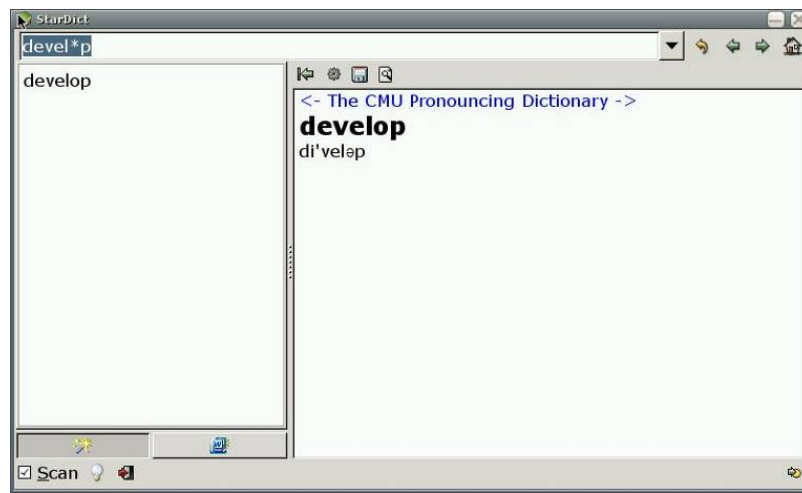 StarDict
devel*p
develop
<- The CMU Pronouncing Dictionary ->
develop
di'veləp
Scan